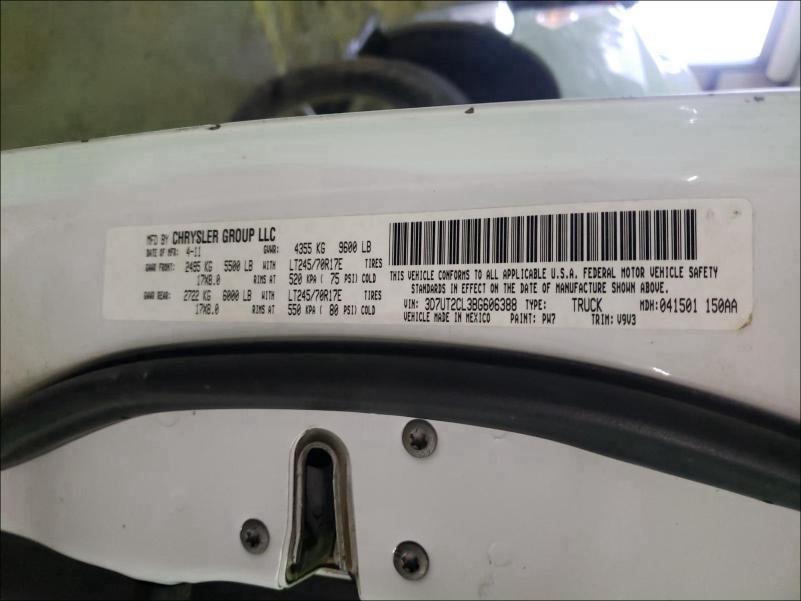 MFD BY CHRYSLER GROUP LLC
DATE OF MFR: 4-11 GVWR: 4355 KG 9600 LB
GAWR FRONT: 2495 KG 5500 LB WITH LT245/70R17E TIRES
17X8.0 RIMS AT 520 KPA ( 75 PSI) COLD
GAWR REAR: 2722 KG 6000 LB WITH LT245/70R17E TIRES
17X8.0 RIMS AT 550 KPA ( 80 PSI) COLD
THIS VEHICLE CONFORMS TO ALL APPLICABLE U.S.A. FEDERAL MOTOR VEHICLE SAFETY
STANDARDS IN EFFECT ON THE DATE OF MANUFACTURE SHOWN ABOVE.
VIN: 3D7UT2CL3BG606388 TYPE: TRUCK MDH: 041501 150AA
VEHICLE MADE IN MEXICO PAINT: PW7 TRIM: V9V3